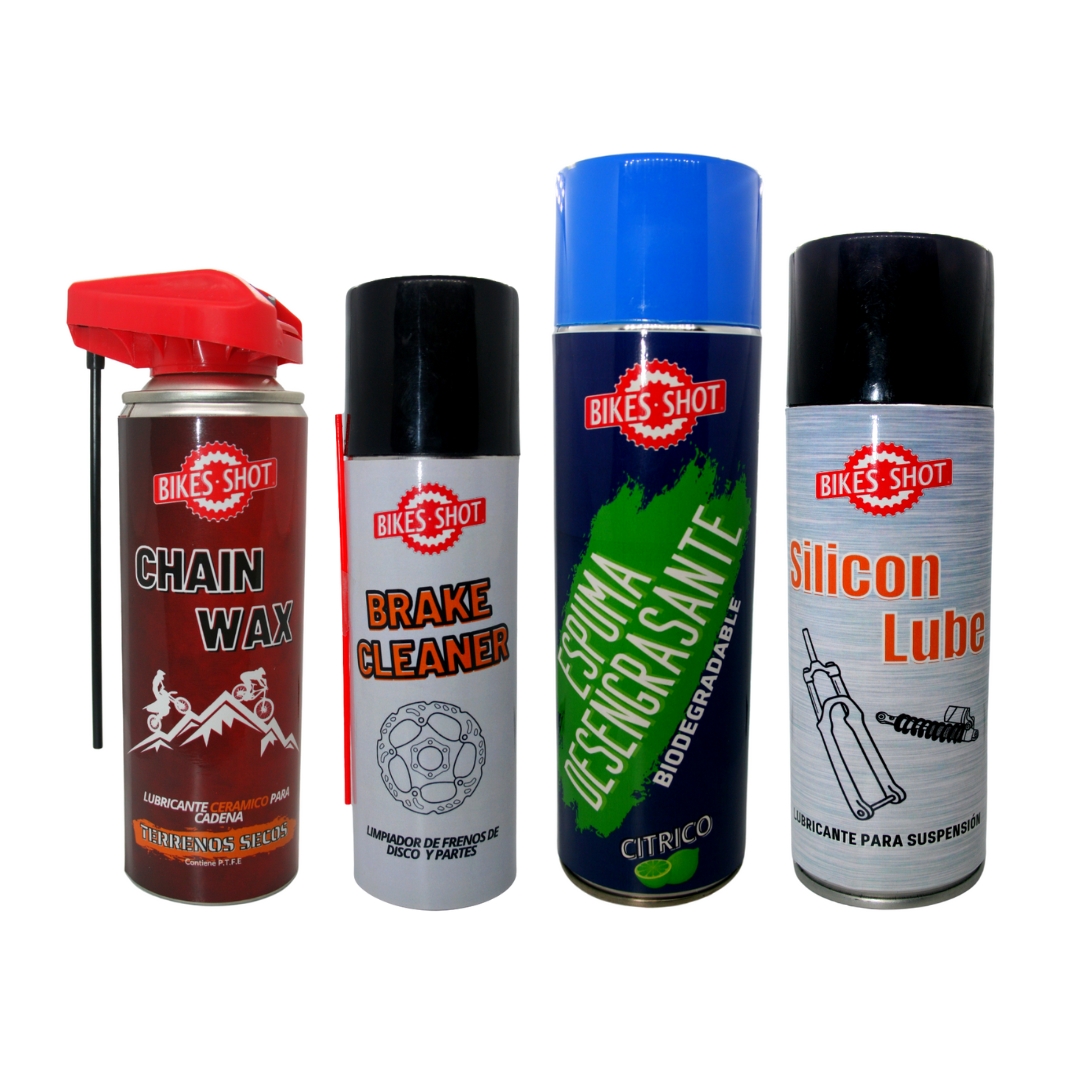 BIKES·SHOT
CHAIN
WAX
LUBRICANTE CERAMICO PARA
CADENA
TERRENOS SECOS
Contiene P.T.F.E
BIKES·SHOT
BRAKE
CLEANER
LIMPIADOR DE FRENOS DE
DISCO Y PARTES
BIKES·SHOT
ESPUMA
DESENGRASANTE
BIODEGRADABLE
CITRICO
BIKES·SHOT
Silicon
Lube
LUBRICANTE PARA SUSPENSIÓN